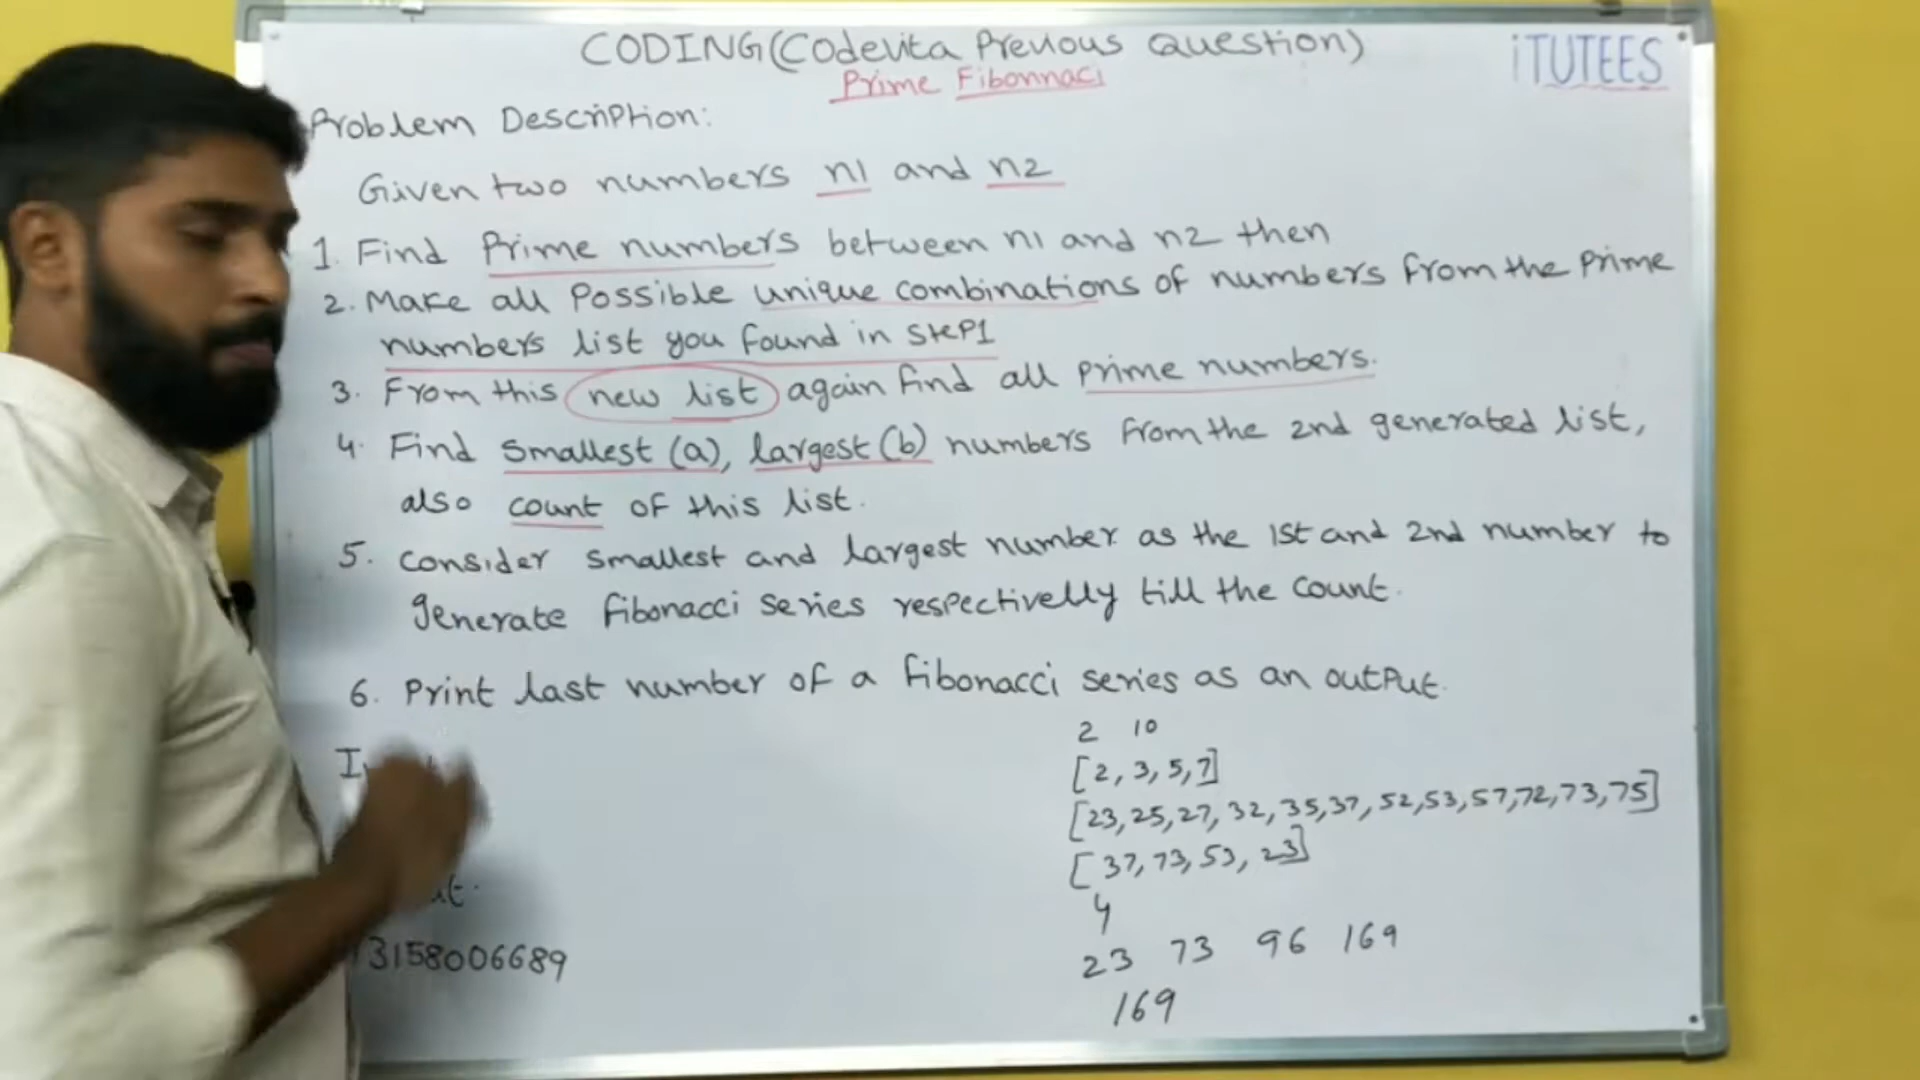 CODING(Codevita Previous Question)
iTUTEES
Prime Fibonnaci
Problem Description:
Given two numbers n1 and n2
1. Find Prime numbers between n1 and n2 then
2. Make all Possible unique combinations of numbers from the prime
numbers list you found in step1
3. From this new list again find all prime numbers.
4. Find smallest (a), largest (b) numbers from the 2nd generated list,
also count of this list.
5. Consider smallest and largest number as the 1st and 2nd number to
generate fibonacci series respectivelly till the count.
6. Print last number of a fibonacci series as an output.
2 10
[2, 3, 5, 7]
[23, 25, 27, 32, 35, 37, 52, 53, 57, 72, 73, 75]
[37, 73, 53, 23]
4
23 73 96 169
3158006689
169